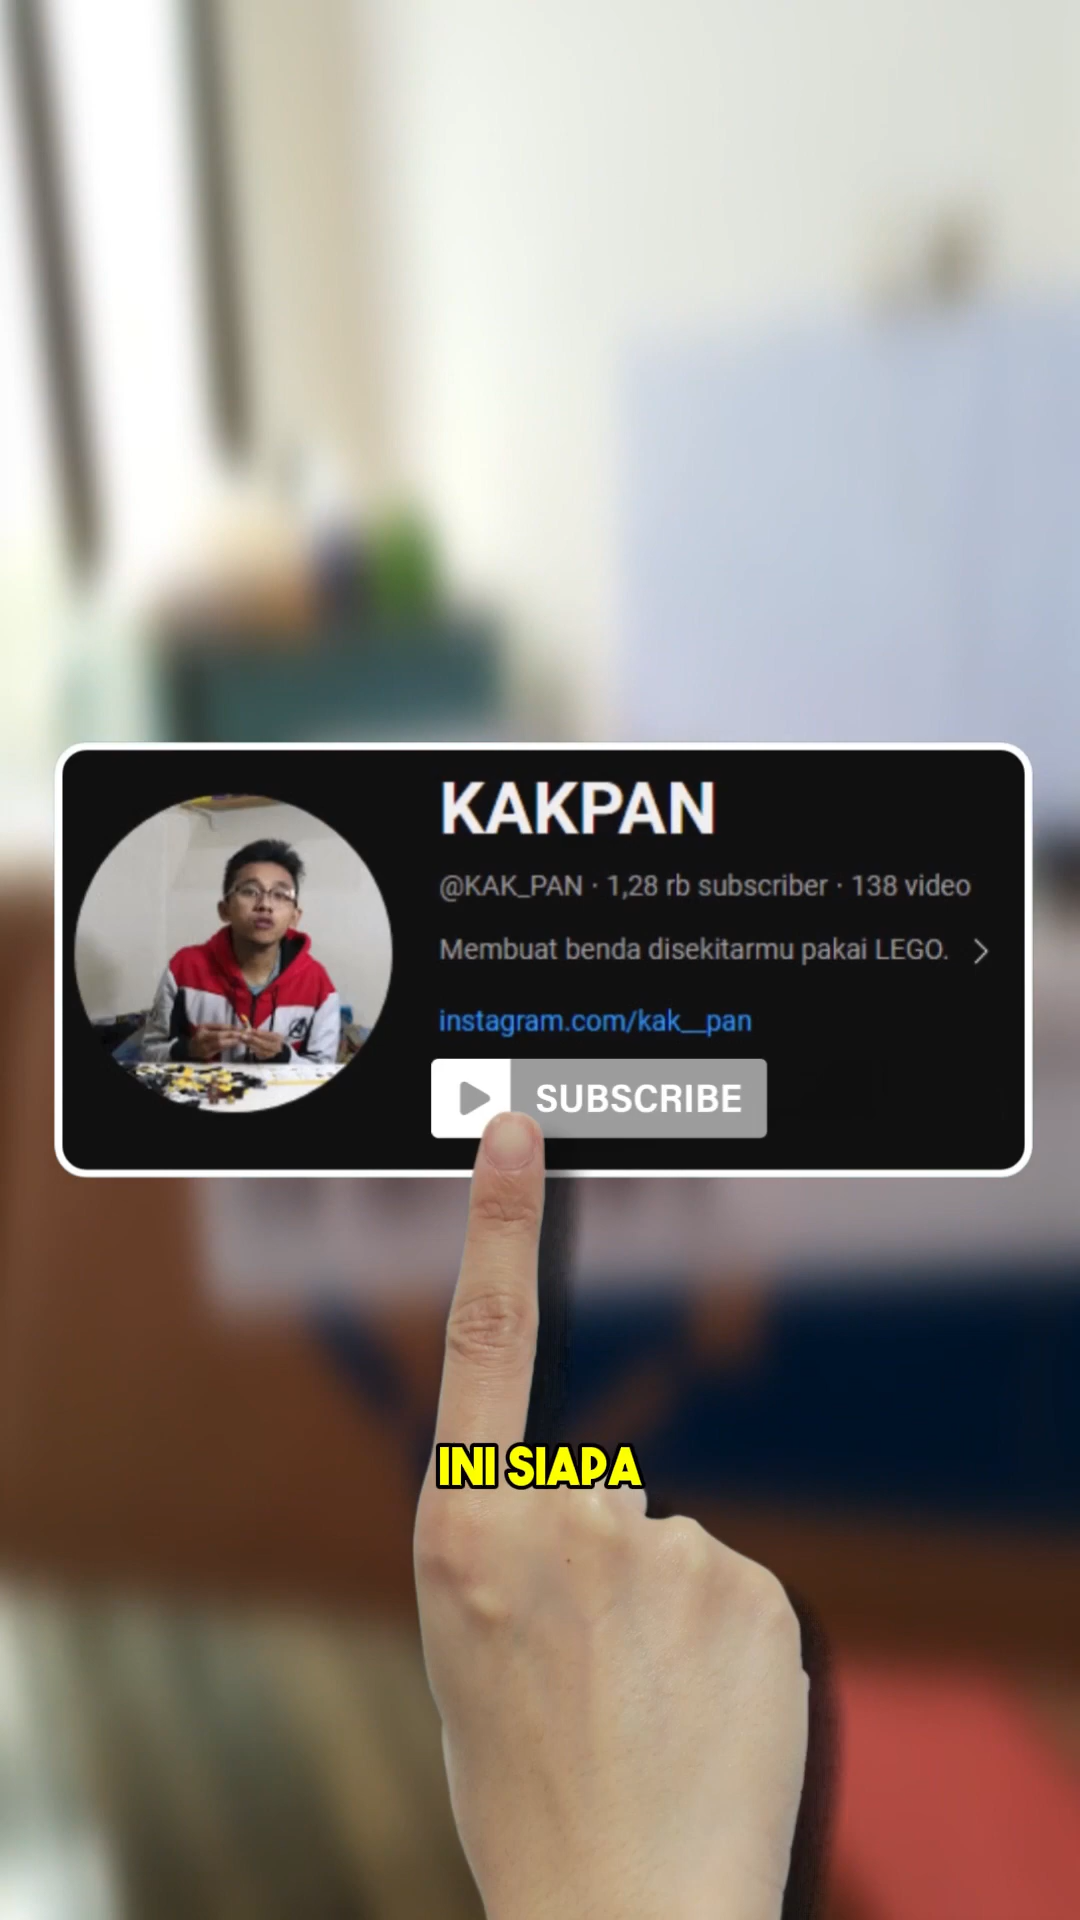 KAKPAN
@KAK_PAN · 1,28 rb subscriber · 138 video
Membuat benda disekitarmu pakai LEGO.
instagram.com/kak__pan
SUBSCRIBE
INI SIAPA